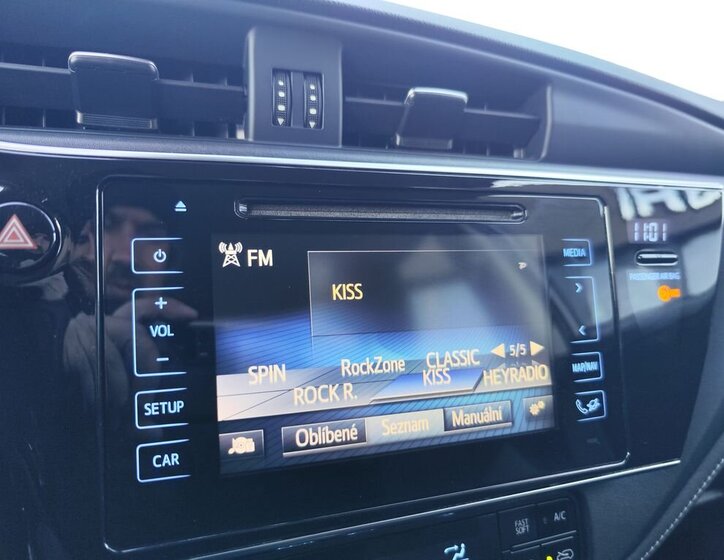 11:01
PASSENGER AIR BAG
FM
MEDIA
KISS
VOL
5/5
SPIN
RockZone
CLASSIC
ROCK R.
KISS
HEYRADIO
MAP/NAV
SETUP
Oblíbené
Seznam
Manuální
CAR
FAST
SOFT
A/C